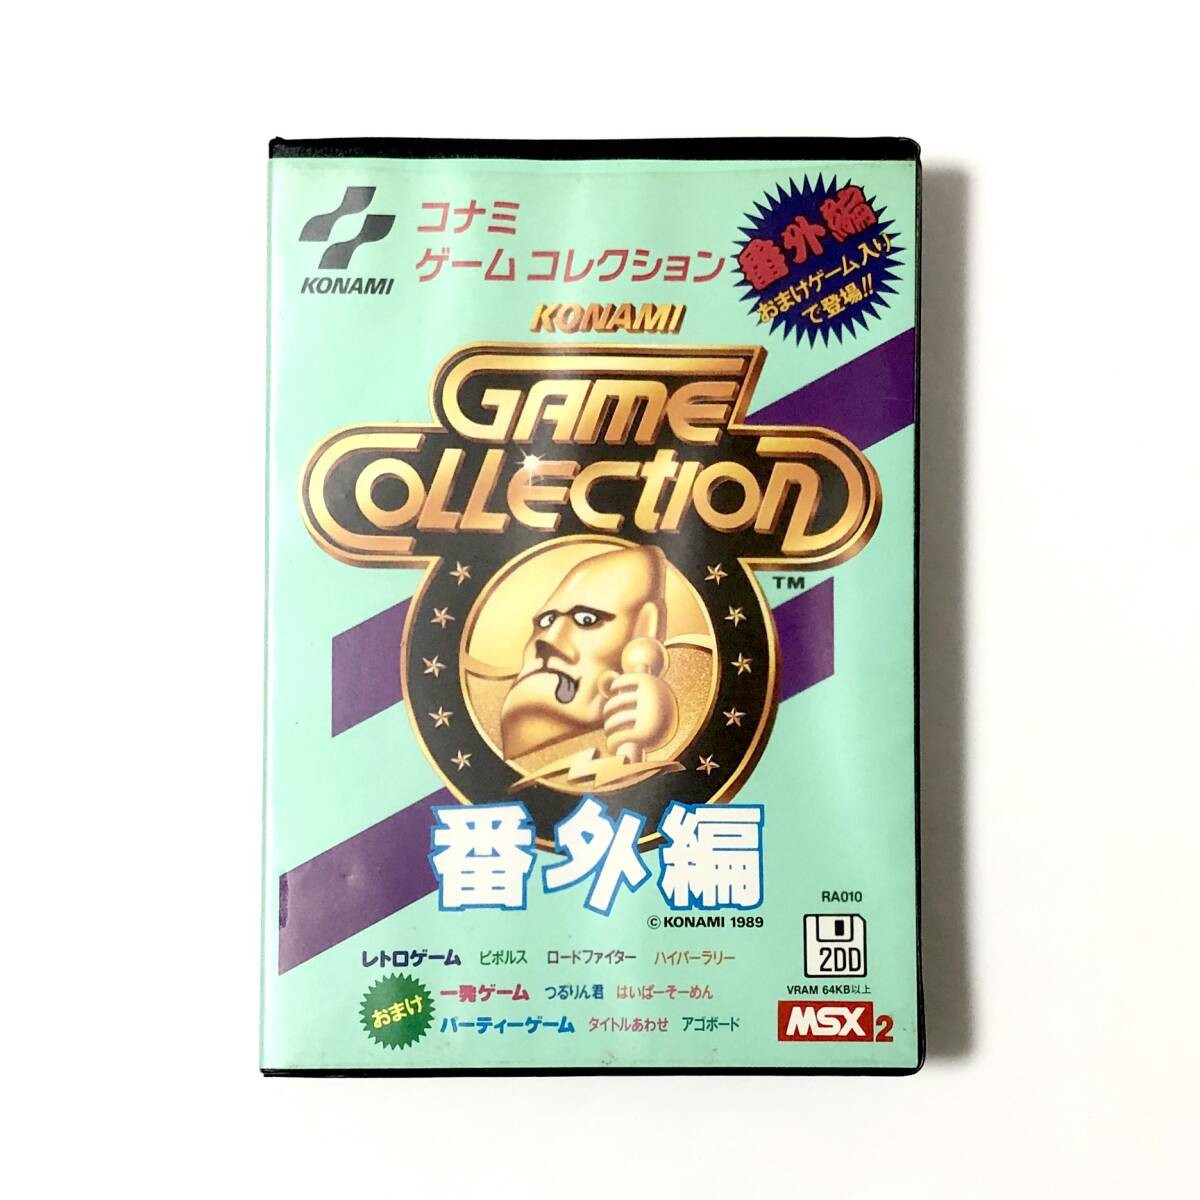 KONAMI
コナミ
ゲームコレクション
番外編
おまけゲーム入り
で登場!!
KONAMI
GAME
COLLECTION
TM
番外編
© KONAMI 1989
RA010
2DD
VRAM 64KB以上
MSX 2
レトロゲーム ピポルス ロードファイター ハイパーラリー
おまけ
一発ゲーム つるりん君 はいぱーそーめん
パーティーゲーム タイトルあわせ アゴボード